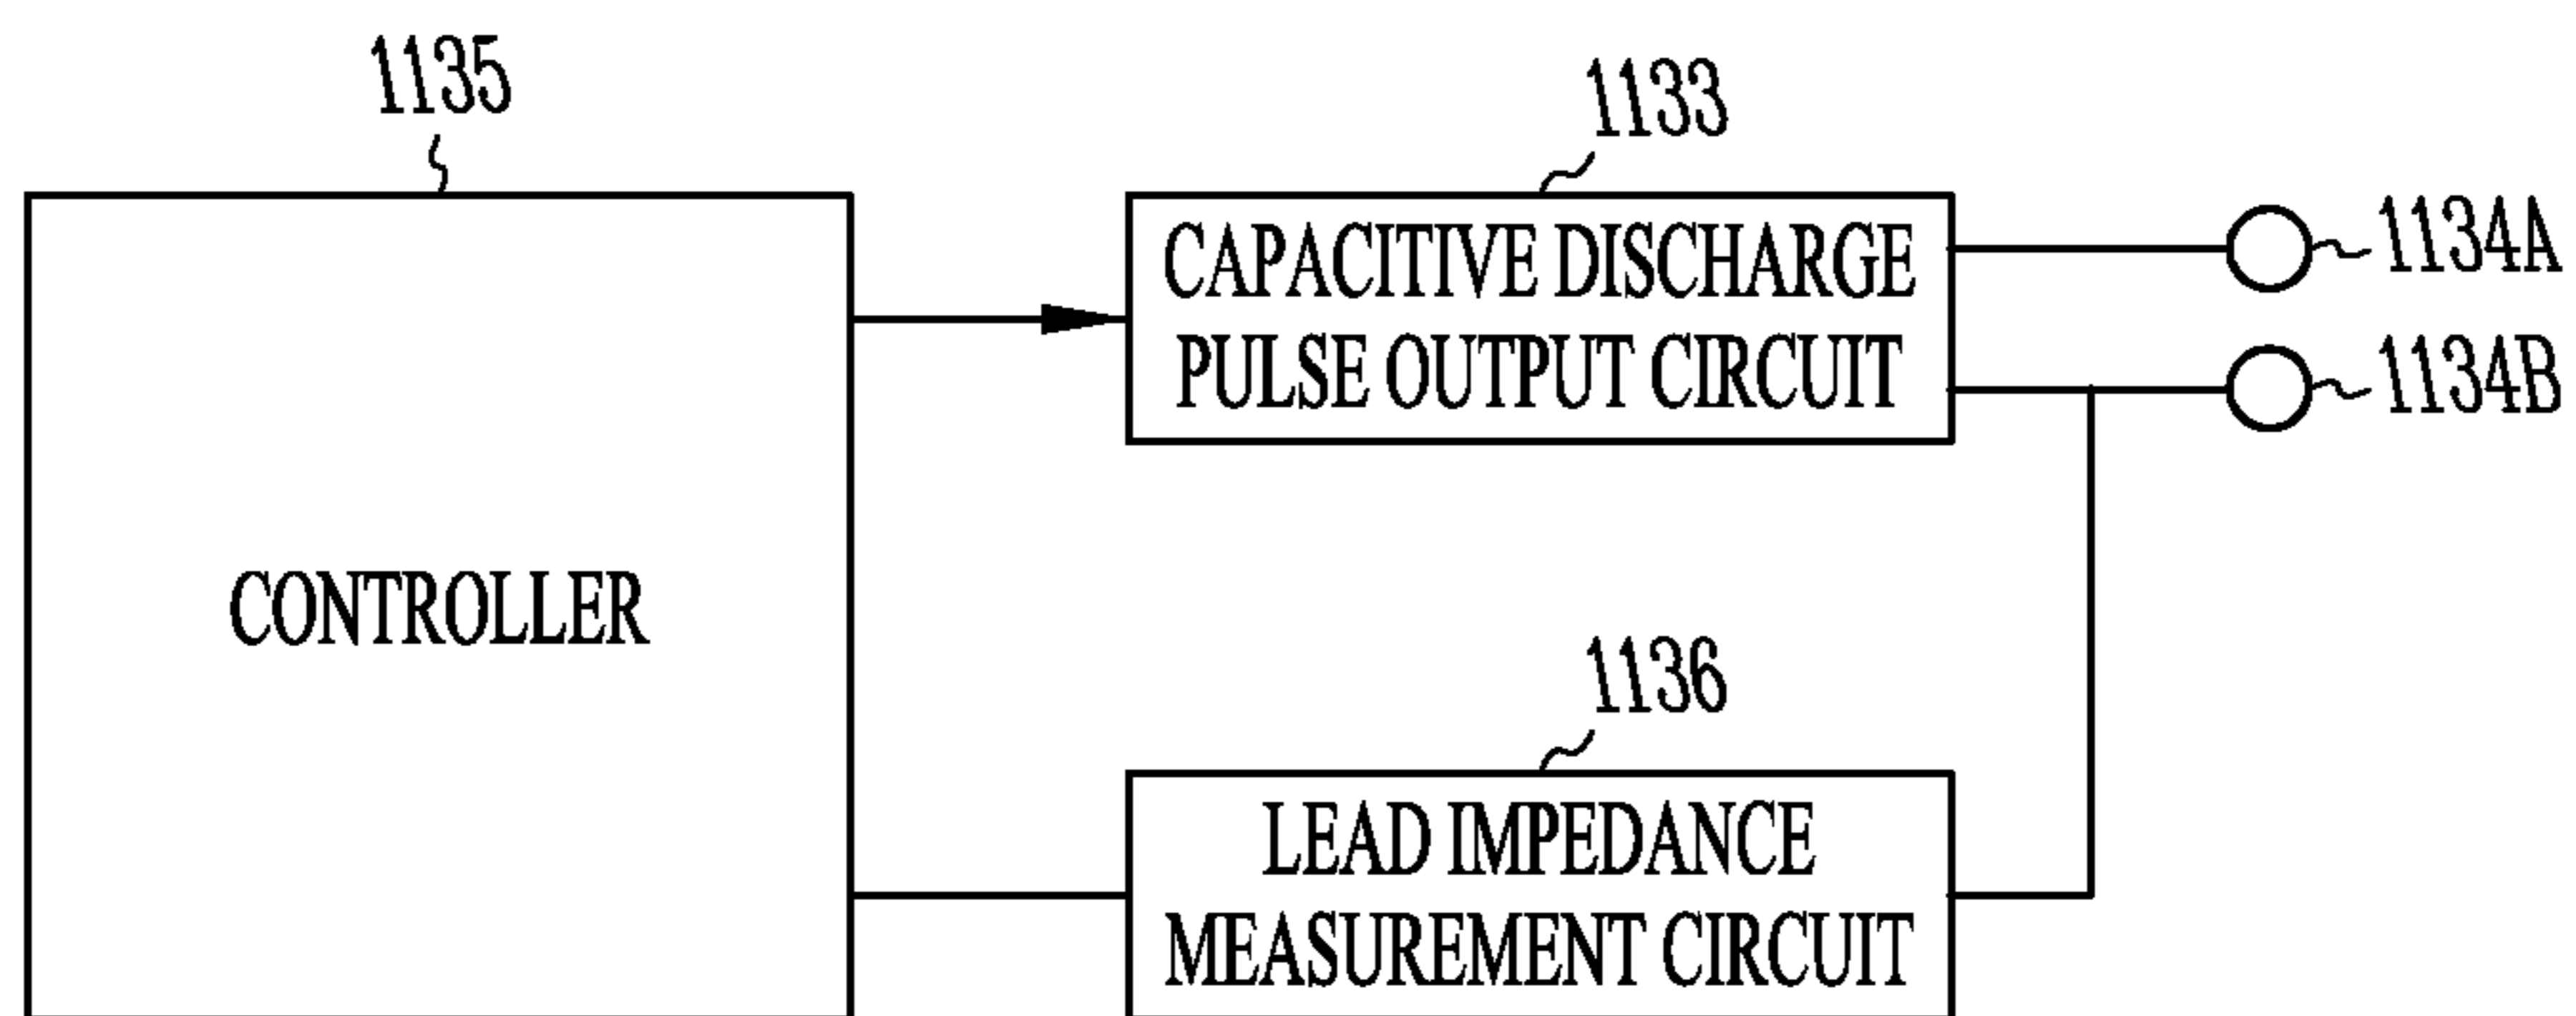 1135
1133
CAPACITIVE DISCHARGE
PULSE OUTPUT CIRCUIT
1134A
1134B
CONTROLLER
1136
LEAD IMPEDANCE
MEASUREMENT CIRCUIT